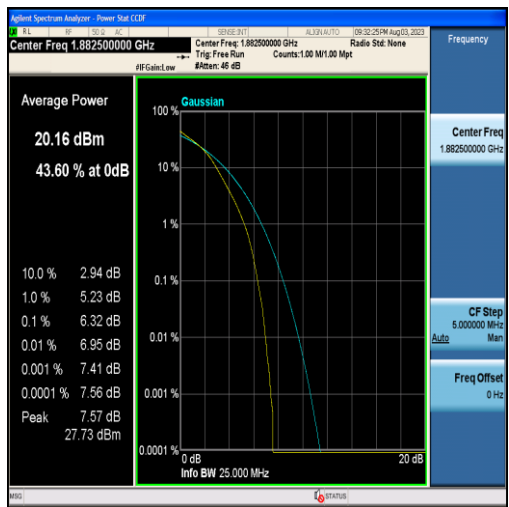 Agilent Spectrum Analyzer - Power Stat CCDF
RL RF 50 Ω AC SENSE:INT ALIGN AUTO 09:32:25 PM Aug 03, 2023
Center Freq 1.882500000 GHz
Center Freq: 1.882500000 GHz
Radio Std: None
Trig: Free Run
Counts:1.00 M/1.00 Mpt
#IFGain:Low
#Atten: 46 dB
Frequency
Average Power
20.16 dBm
43.60 % at 0dB
10.0 % 2.94 dB
1.0 % 5.23 dB
0.1 % 6.32 dB
0.01 % 6.95 dB
0.001 % 7.41 dB
0.0001 % 7.56 dB
Peak 7.57 dB
27.73 dBm
Gaussian
100 %
10 %
1 %
0.1 %
0.01 %
0.001 %
0.0001 %
0 dB
20 dB
Info BW 25.000 MHz
Center Freq
1.882500000 GHz
CF Step
5.000000 MHz
Auto Man
Freq Offset
0 Hz
MSG
STATUS